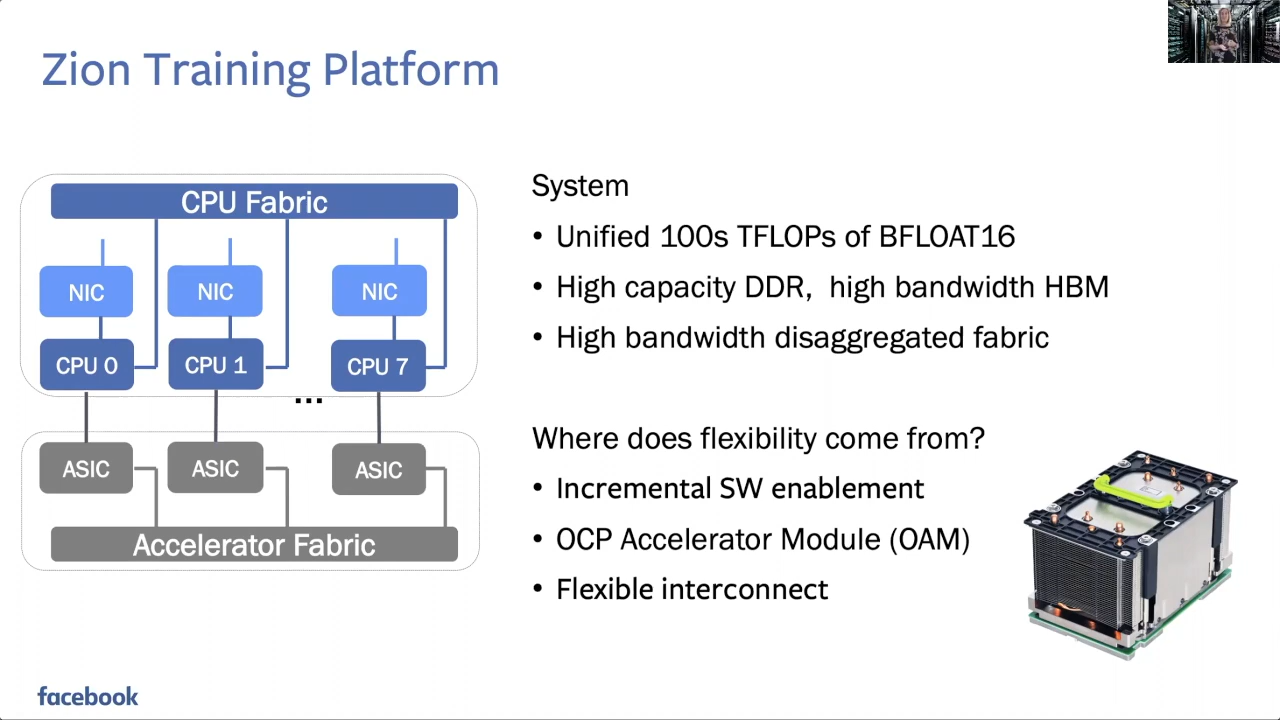 Zion Training Platform
CPU Fabric
NIC
NIC
NIC
CPU 0
CPU 1
CPU 7
...
ASIC
ASIC
ASIC
Accelerator Fabric
System
• Unified 100s TFLOPs of BFLOAT16
• High capacity DDR, high bandwidth HBM
• High bandwidth disaggregated fabric
Where does flexibility come from?
• Incremental SW enablement
• OCP Accelerator Module (OAM)
• Flexible interconnect
facebook